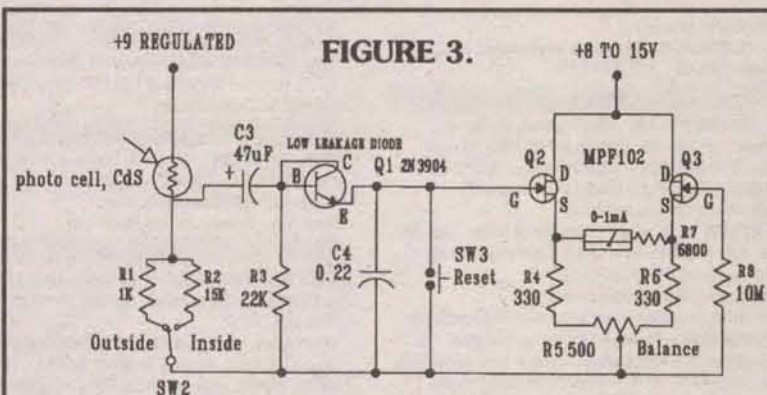 +9 REGULATED
FIGURE 3.
+8 TO 15V
C3
47uF
LOW LEAKAGE DIODE
+
B
C
E
Q1 2N3904
photo cell, CdS
R1
1K
R2
15K
Outside
Inside
SW2
R3
22K
C4
0.22
SW3
Reset
MPF102
Q2
D
G
S
Q3
D
S
G
0-1mA
R7
6800
R4
330
R6
330
R8
10M
R5 500
Balance